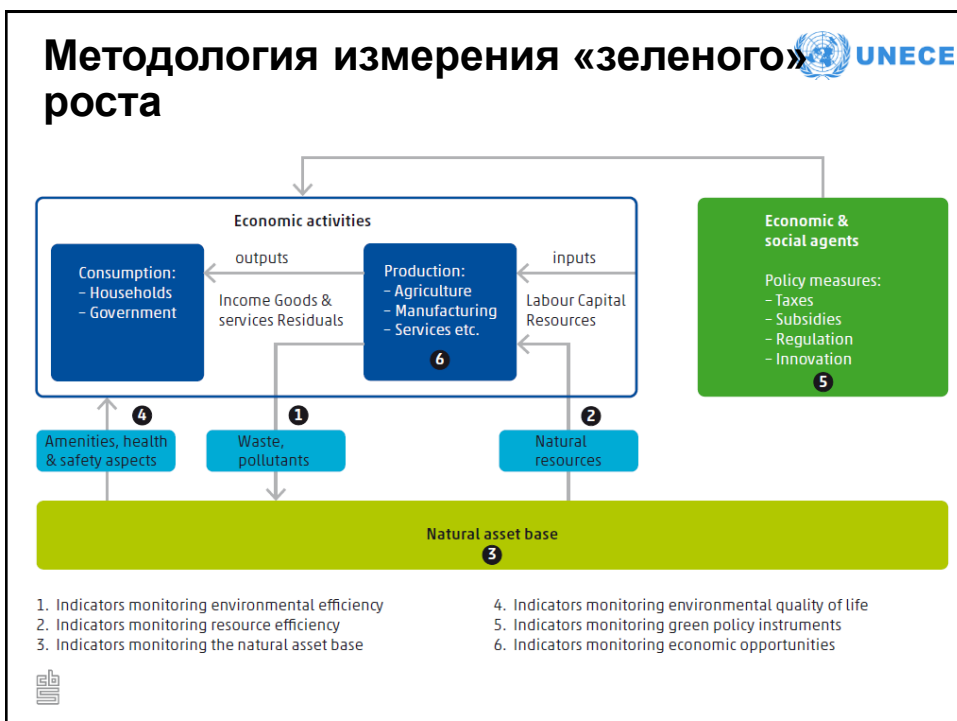 Методология измерения «зеленого»
роста
UNECE
Economic activities
Consumption:
– Households
– Government
outputs
Income Goods &
services Residuals
Production:
– Agriculture
– Manufacturing
– Services etc.
6
inputs
Labour Capital
Resources
Economic &
social agents
Policy measures:
– Taxes
– Subsidies
– Regulation
– Innovation
5
4
Amenities, health
& safety aspects
1
Waste,
pollutants
2
Natural
resources
Natural asset base
3
1. Indicators monitoring environmental efficiency
2. Indicators monitoring resource efficiency
3. Indicators monitoring the natural asset base
4. Indicators monitoring environmental quality of life
5. Indicators monitoring green policy instruments
6. Indicators monitoring economic opportunities
cbs